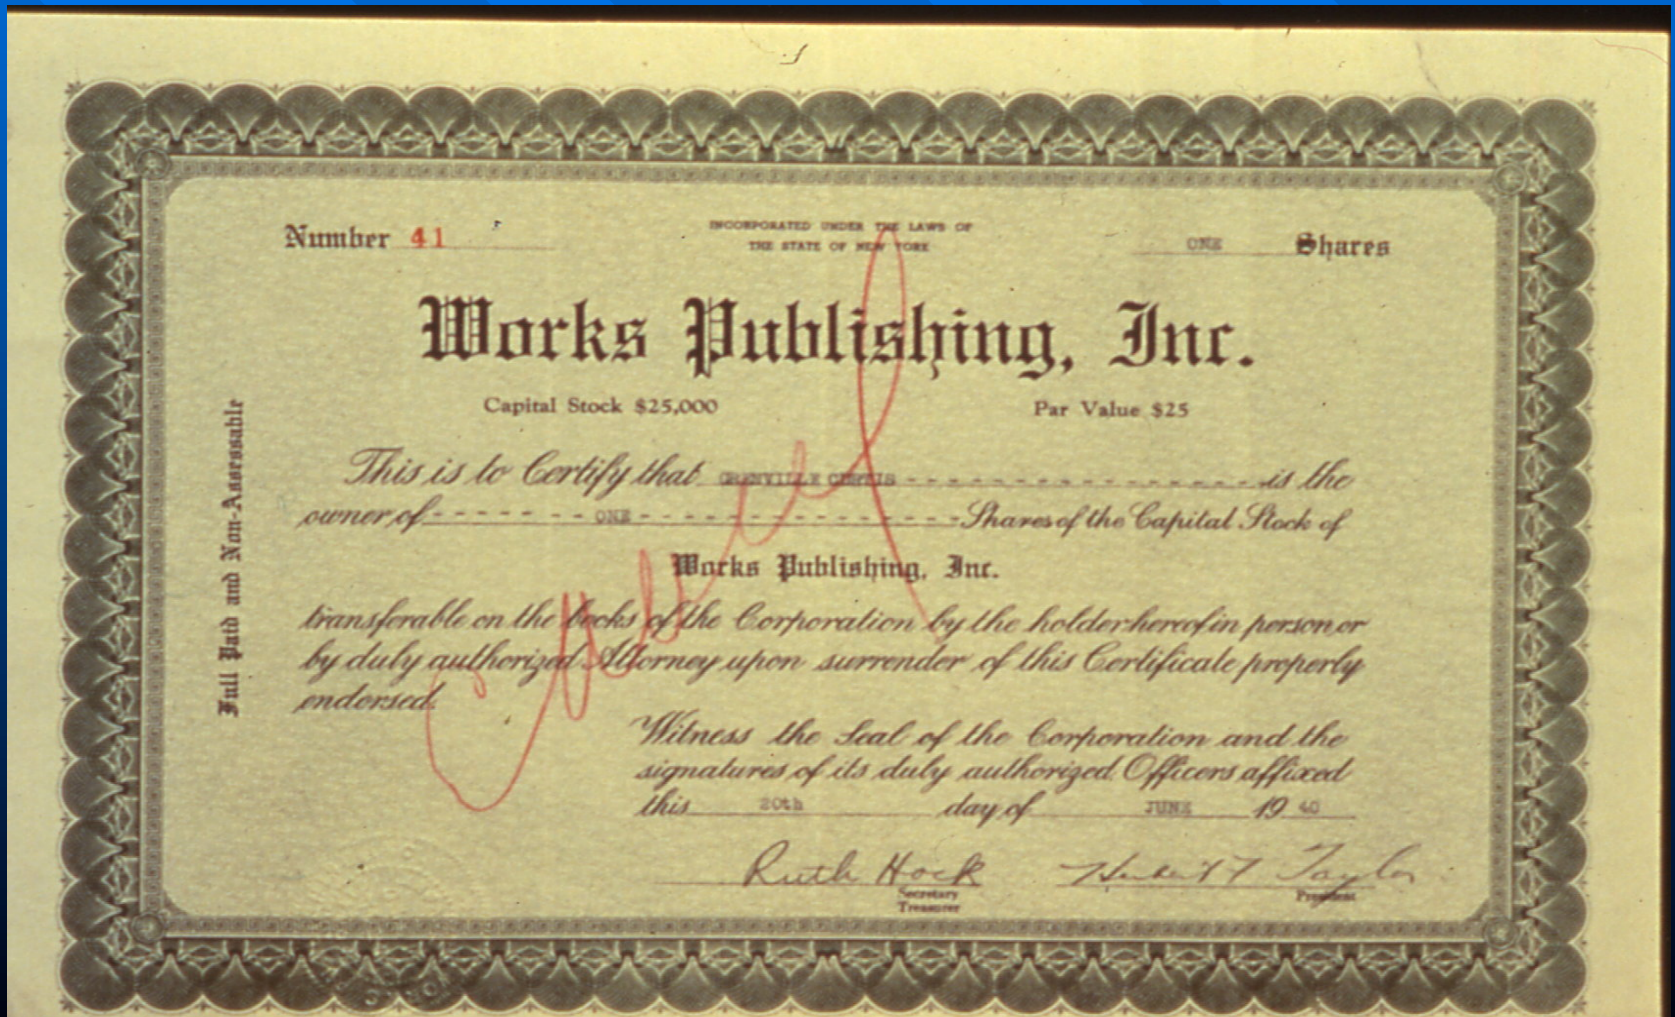 Number 41
INCORPORATED UNDER THE LAWS OF
THE STATE OF NEW YORK
ONE Shares
Works Publishing, Inc.
Capital Stock $25,000
Par Value $25
Full Paid and Non-Assessable
This is to Certify that GRENVILLE CURTIS is the
owner of ONE Shares of the Capital Stock of
Works Publishing, Inc.
transferable on the books of the Corporation by the holder hereof in person or
by duly authorized Attorney upon surrender of this Certificate properly
endorsed.
Witness the Seal of the Corporation and the
signatures of its duly authorized Officers affixed
this 20th day of JUNE 1940
Ruth Hock
Secretary
Treasurer
Herbert F Taylor
President